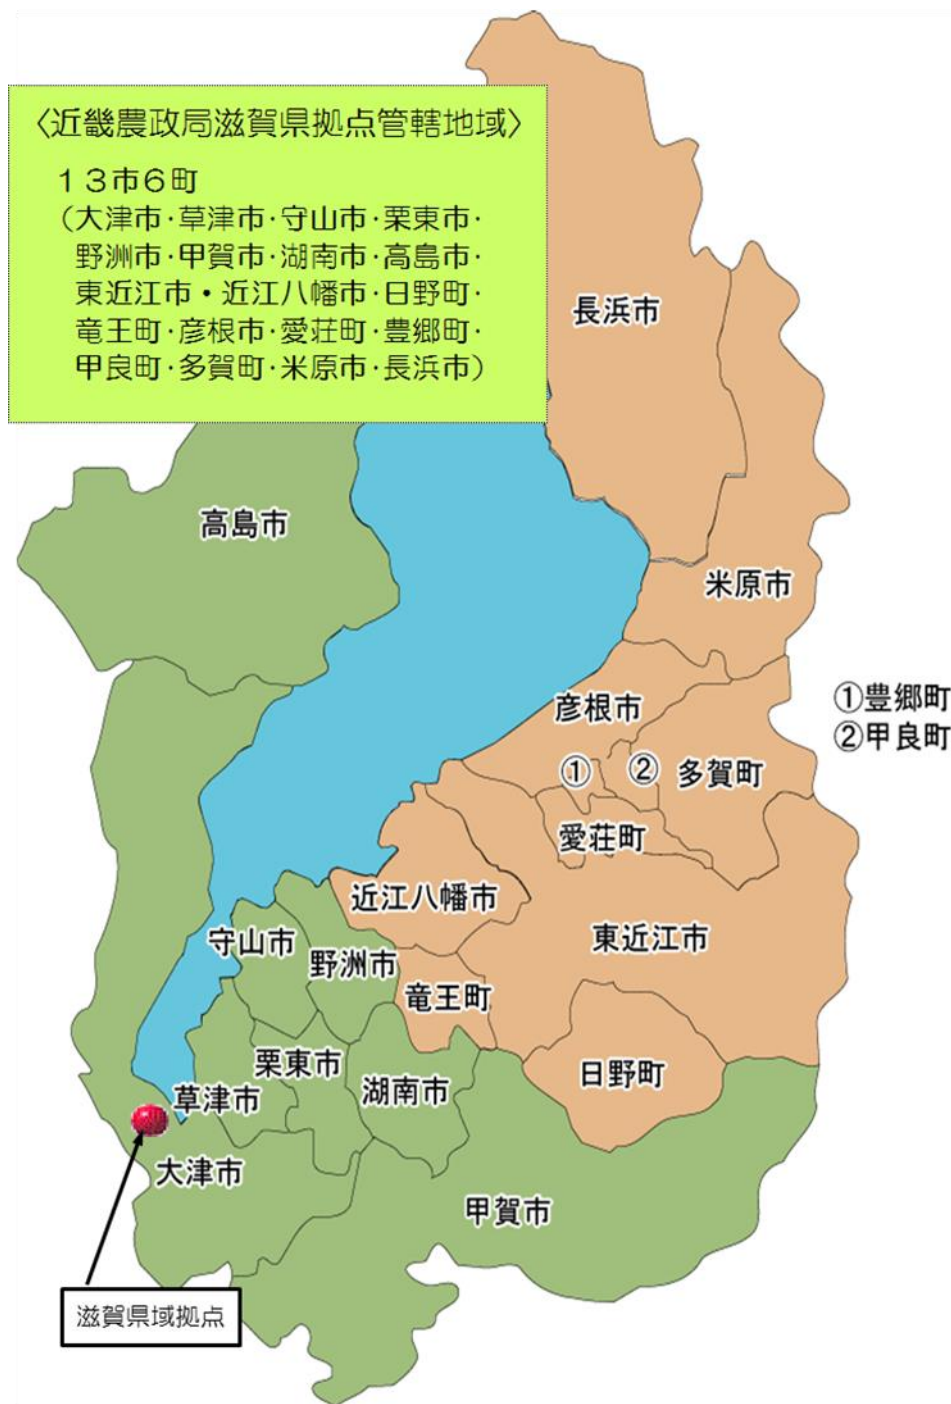 〈近畿農政局滋賀県拠点管轄地域〉
１３市６町
（大津市･草津市･守山市･栗東市･
野洲市･甲賀市･湖南市･高島市･
東近江市・近江八幡市･日野町･
竜王町･彦根市･愛荘町･豊郷町･
甲良町･多賀町･米原市･長浜市）
長浜市
高島市
米原市
①豊郷町
②甲良町
彦根市
①
②
多賀町
愛荘町
近江八幡市
東近江市
守山市
野洲市
竜王町
栗東市
湖南市
日野町
草津市
大津市
甲賀市
滋賀県域拠点